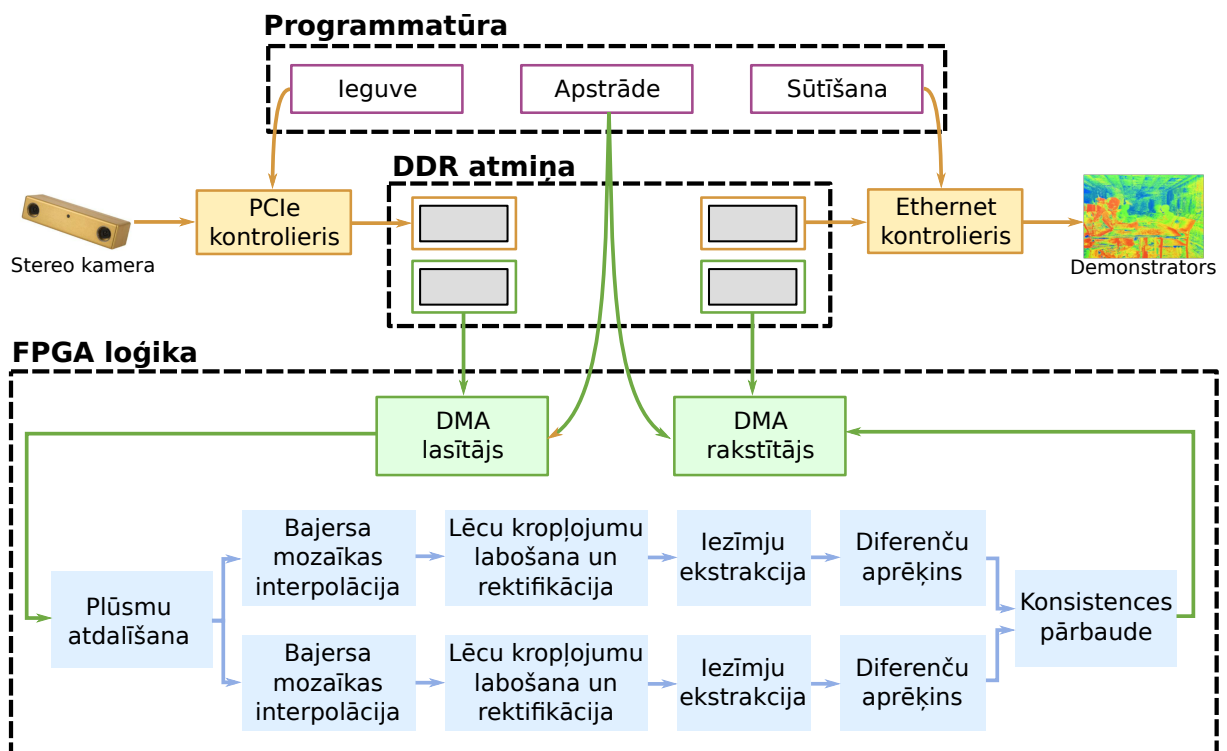 Programmatūra
Ieguve
Apstrāde
Sūtīšana
DDR atmiņa
Stereo kamera
PCIe
kontrolieris
Ethernet
kontrolieris
Demonstrators
FPGA loģika
DMA
lasītājs
DMA
rakstītājs
Plūsmu
atdalīšana
Bajersa
mozaīkas
interpolācija
Lēcu kropļojumu
labošana un
rektifikācija
Iezīmju
ekstrakcija
Diferenču
aprēķins
Bajersa
mozaīkas
interpolācija
Lēcu kropļojumu
labošana un
rektifikācija
Iezīmju
ekstrakcija
Diferenču
aprēķins
Konsistences
pārbaude